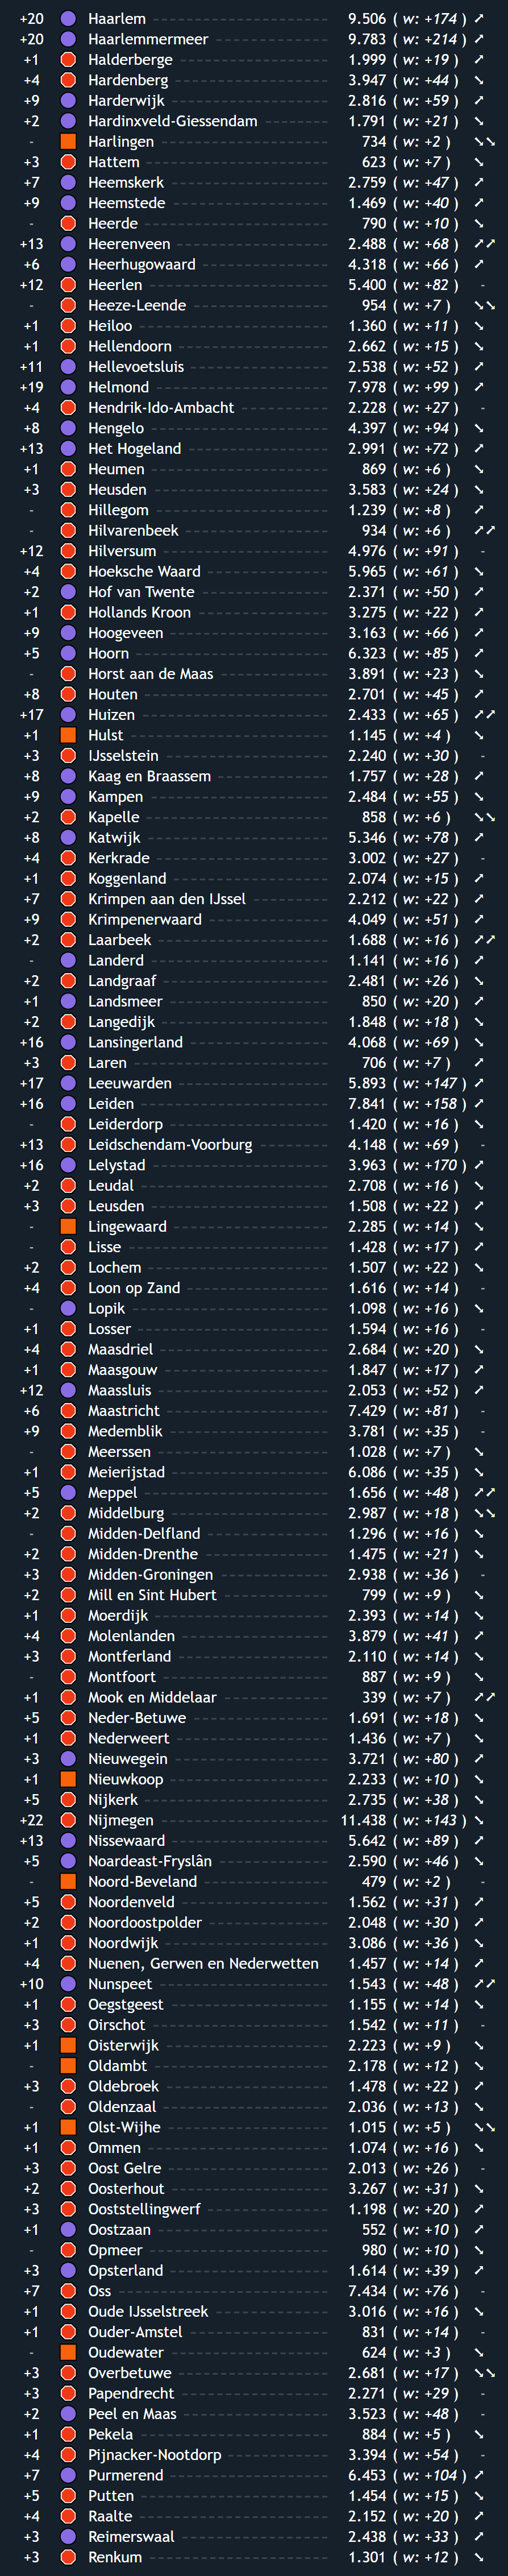 +20 Haarlem 9.506 ( w: +174 ) ➚
+20 Haarlemmermeer 9.783 ( w: +214 ) ➚
+1 Halderberge 1.999 ( w: +19 ) ➚
+4 Hardenberg 3.947 ( w: +44 ) ➘
+9 Harderwijk 2.816 ( w: +59 ) ➚
+2 Hardinxveld-Giessendam 1.791 ( w: +21 ) ➘
- Harlingen 734 ( w: +2 ) ➘➘
+3 Hattem 623 ( w: +7 ) ➘
+7 Heemskerk 2.759 ( w: +47 ) ➚
+9 Heemstede 1.469 ( w: +40 ) ➚
- Heerde 790 ( w: +10 ) ➘
+13 Heerenveen 2.488 ( w: +68 ) ➚➚
+6 Heerhugowaard 4.318 ( w: +66 ) ➚
+12 Heerlen 5.400 ( w: +82 ) -
- Heeze-Leende 954 ( w: +7 ) ➘➘
+1 Heiloo 1.360 ( w: +11 ) ➘
+1 Hellendoorn 2.662 ( w: +15 ) ➘
+11 Hellevoetsluis 2.538 ( w: +52 ) ➚
+19 Helmond 7.978 ( w: +99 ) ➚
+4 Hendrik-Ido-Ambacht 2.228 ( w: +27 ) -
+8 Hengelo 4.397 ( w: +94 ) ➘
+13 Het Hogeland 2.991 ( w: +72 ) ➚
+1 Heumen 869 ( w: +6 ) ➘
+3 Heusden 3.583 ( w: +24 ) ➘
- Hillegom 1.239 ( w: +8 ) ➚
- Hilvarenbeek 934 ( w: +6 ) ➚➚
+12 Hilversum 4.976 ( w: +91 ) -
+4 Hoeksche Waard 5.965 ( w: +61 ) ➘
+2 Hof van Twente 2.371 ( w: +50 ) ➚
+1 Hollands Kroon 3.275 ( w: +22 ) ➚
+9 Hoogeveen 3.163 ( w: +66 ) ➚
+5 Hoorn 6.323 ( w: +85 ) ➚
- Horst aan de Maas 3.891 ( w: +23 ) ➘
+8 Houten 2.701 ( w: +45 ) ➚
+17 Huizen 2.433 ( w: +65 ) ➚➚
+1 Hulst 1.145 ( w: +4 ) ➘
+3 IJsselstein 2.240 ( w: +30 ) -
+8 Kaag en Braassem 1.757 ( w: +28 ) ➚
+9 Kampen 2.484 ( w: +55 ) ➘
+2 Kapelle 858 ( w: +6 ) ➘➘
+8 Katwijk 5.346 ( w: +78 ) ➚
+4 Kerkrade 3.002 ( w: +27 ) -
+1 Koggenland 2.074 ( w: +15 ) ➚
+7 Krimpen aan den IJssel 2.212 ( w: +22 ) ➚
+9 Krimpenerwaard 4.049 ( w: +51 ) ➚
+2 Laarbeek 1.688 ( w: +16 ) ➚➚
- Landerd 1.141 ( w: +16 ) ➚
+2 Landgraaf 2.481 ( w: +26 ) ➘
+1 Landsmeer 850 ( w: +20 ) ➚
+2 Langedijk 1.848 ( w: +18 ) ➘
+16 Lansingerland 4.068 ( w: +69 ) ➘
+3 Laren 706 ( w: +7 ) ➚
+17 Leeuwarden 5.893 ( w: +147 ) ➚
+16 Leiden 7.841 ( w: +158 ) ➚
- Leiderdorp 1.420 ( w: +16 ) ➘
+13 Leidschendam-Voorburg 4.148 ( w: +69 ) -
+16 Lelystad 3.963 ( w: +170 ) ➚
+2 Leudal 2.708 ( w: +16 ) ➘
+3 Leusden 1.508 ( w: +22 ) ➚
- Lingewaard 2.285 ( w: +14 ) ➘
- Lisse 1.428 ( w: +17 ) ➚
+2 Lochem 1.507 ( w: +22 ) ➘
+4 Loon op Zand 1.616 ( w: +14 ) -
- Lopik 1.098 ( w: +16 ) ➘
+1 Losser 1.594 ( w: +16 ) -
+4 Maasdriel 2.684 ( w: +20 ) ➘
+1 Maasgouw 1.847 ( w: +17 ) ➚
+12 Maassluis 2.053 ( w: +52 ) ➚
+6 Maastricht 7.429 ( w: +81 ) -
+9 Medemblik 3.781 ( w: +35 ) -
- Meerssen 1.028 ( w: +7 ) ➘
+1 Meierijstad 6.086 ( w: +35 ) ➘
+5 Meppel 1.656 ( w: +48 ) ➚➚
+2 Middelburg 2.987 ( w: +18 ) ➘➘
- Midden-Delfland 1.296 ( w: +16 ) ➘
+2 Midden-Drenthe 1.475 ( w: +21 ) ➘
+3 Midden-Groningen 2.938 ( w: +36 ) -
+2 Mill en Sint Hubert 799 ( w: +9 ) ➘
+1 Moerdijk 2.393 ( w: +14 ) ➘
+4 Molenlanden 3.879 ( w: +41 ) ➚
+3 Montferland 2.110 ( w: +14 ) ➘
- Montfoort 887 ( w: +9 ) ➘
+1 Mook en Middelaar 339 ( w: +7 ) ➚➚
+5 Neder-Betuwe 1.691 ( w: +18 ) ➘
+1 Nederweert 1.436 ( w: +7 ) ➘
+3 Nieuwegein 3.721 ( w: +80 ) ➚
+1 Nieuwkoop 2.233 ( w: +10 ) ➘
+5 Nijkerk 2.735 ( w: +38 ) ➘
+22 Nijmegen 11.438 ( w: +143 ) ➘
+13 Nissewaard 5.642 ( w: +89 ) ➚
+5 Noardeast-Fryslân 2.590 ( w: +46 ) ➘
- Noord-Beveland 479 ( w: +2 ) -
+5 Noordenveld 1.562 ( w: +31 ) ➚
+2 Noordoostpolder 2.048 ( w: +30 ) ➚
+1 Noordwijk 3.086 ( w: +36 ) ➘
+4 Nuenen, Gerwen en Nederwetten 1.457 ( w: +14 ) ➚
+10 Nunspeet 1.543 ( w: +48 ) ➚➚
+1 Oegstgeest 1.155 ( w: +14 ) ➘
+3 Oirschot 1.542 ( w: +11 ) -
+1 Oisterwijk 2.223 ( w: +9 ) ➘
- Oldambt 2.178 ( w: +12 ) ➘
+3 Oldebroek 1.478 ( w: +22 ) ➚
- Oldenzaal 2.036 ( w: +13 ) ➘
+1 Olst-Wijhe 1.015 ( w: +5 ) ➘➘
+1 Ommen 1.074 ( w: +16 ) ➘
+3 Oost Gelre 2.013 ( w: +26 ) -
+2 Oosterhout 3.267 ( w: +31 ) ➘
+3 Ooststellingwerf 1.198 ( w: +20 ) ➚
+1 Oostzaan 552 ( w: +10 ) ➚
- Opmeer 980 ( w: +10 ) ➘
+3 Opsterland 1.614 ( w: +39 ) ➚
+7 Oss 7.434 ( w: +76 ) -
+1 Oude IJsselstreek 3.016 ( w: +16 ) ➘
+1 Ouder-Amstel 831 ( w: +14 ) -
- Oudewater 624 ( w: +3 ) ➘
+3 Overbetuwe 2.681 ( w: +17 ) ➘➘
+3 Papendrecht 2.271 ( w: +29 ) -
+2 Peel en Maas 3.523 ( w: +48 ) -
+1 Pekela 884 ( w: +5 ) ➘
+4 Pijnacker-Nootdorp 3.394 ( w: +54 ) -
+7 Purmerend 6.453 ( w: +104 ) ➚
+5 Putten 1.454 ( w: +15 ) ➘
+4 Raalte 2.152 ( w: +20 ) ➚
+3 Reimerswaal 2.438 ( w: +33 ) ➚
+3 Renkum 1.301 ( w: +12 ) ➘